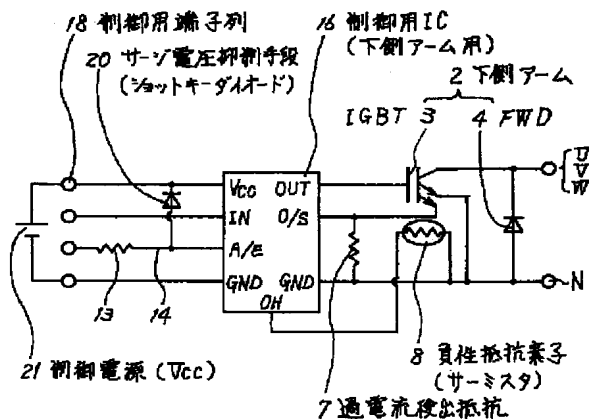 18 制御用端子列
20 サージ電圧抑制手段
(ショットキーダイオード)
16 制御用IC
(下側アーム用)
2 下側アーム
IGBT 3 4 FWD
VCC OUT
IN O/S
A/E
GND GND
OH
U
V
W
N
13
14
21 制御電源 (VCC)
8 負性抵抗素子
(サーミスタ)
7 過電流検出抵抗